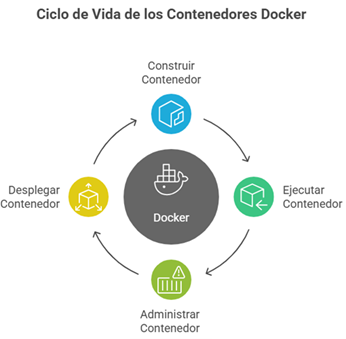 Ciclo de Vida de los Contenedores Docker
Construir
Contenedor
Desplegar
Contenedor
Docker
Ejecutar
Contenedor
Administrar
Contenedor